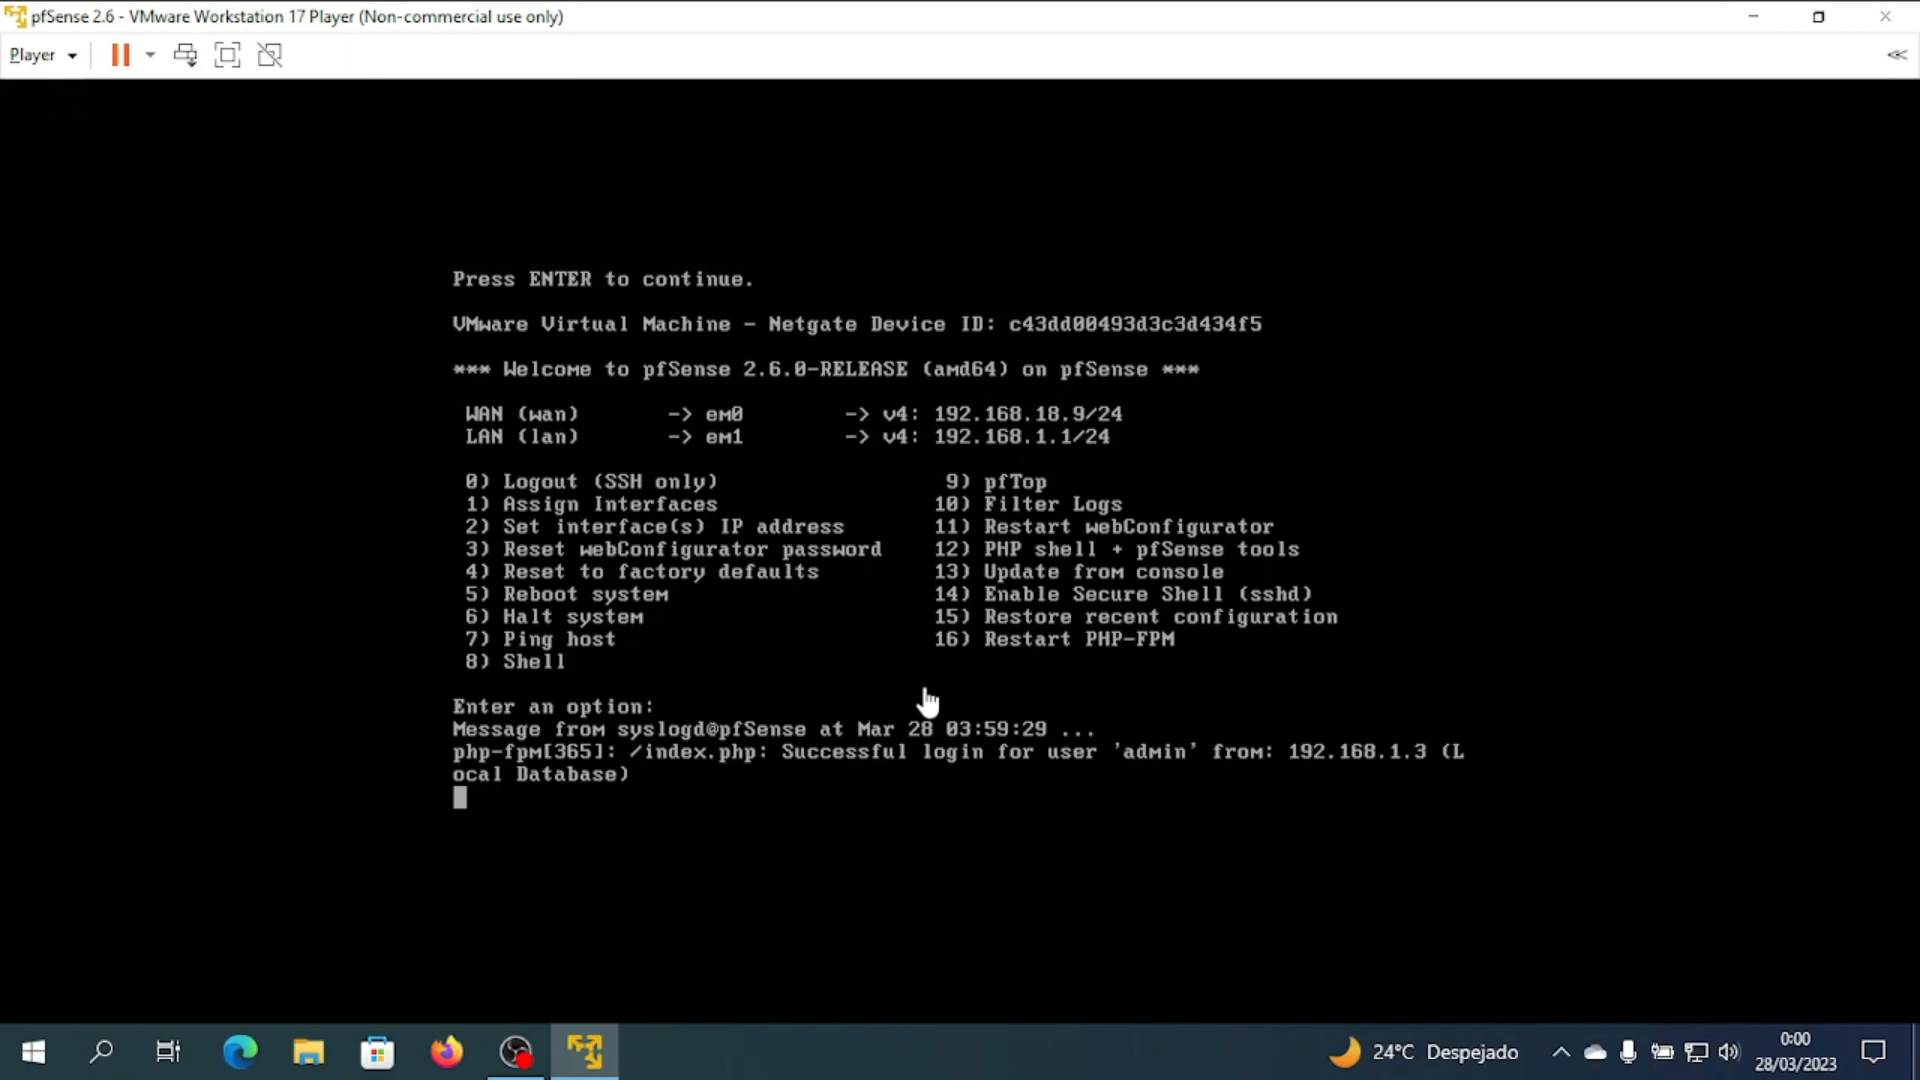 pfSense 2.6 - VMware Workstation 17 Player (Non-commercial use only)
Player
Press ENTER to continue.
VMware Virtual Machine - Netgate Device ID: c43dd00493d3c3d434f5
*** Welcome to pfSense 2.6.0-RELEASE (amd64) on pfSense ***
WAN (wan) -> em0 -> v4: 192.168.18.9/24
LAN (lan) -> em1 -> v4: 192.168.1.1/24
0) Logout (SSH only) 9) pfTop
1) Assign Interfaces 10) Filter Logs
2) Set interface(s) IP address 11) Restart webConfigurator
3) Reset webConfigurator password 12) PHP shell + pfSense tools
4) Reset to factory defaults 13) Update from console
5) Reboot system 14) Enable Secure Shell (sshd)
6) Halt system 15) Restore recent configuration
7) Ping host 16) Restart PHP-FPM
8) Shell
Enter an option:
Message from syslogd@pfSense at Mar 28 03:59:29 ...
php-fpm[365]: /index.php: Successful login for user 'admin' from: 192.168.1.3 (L
ocal Database)
24°C Despejado
0:00
28/03/2023